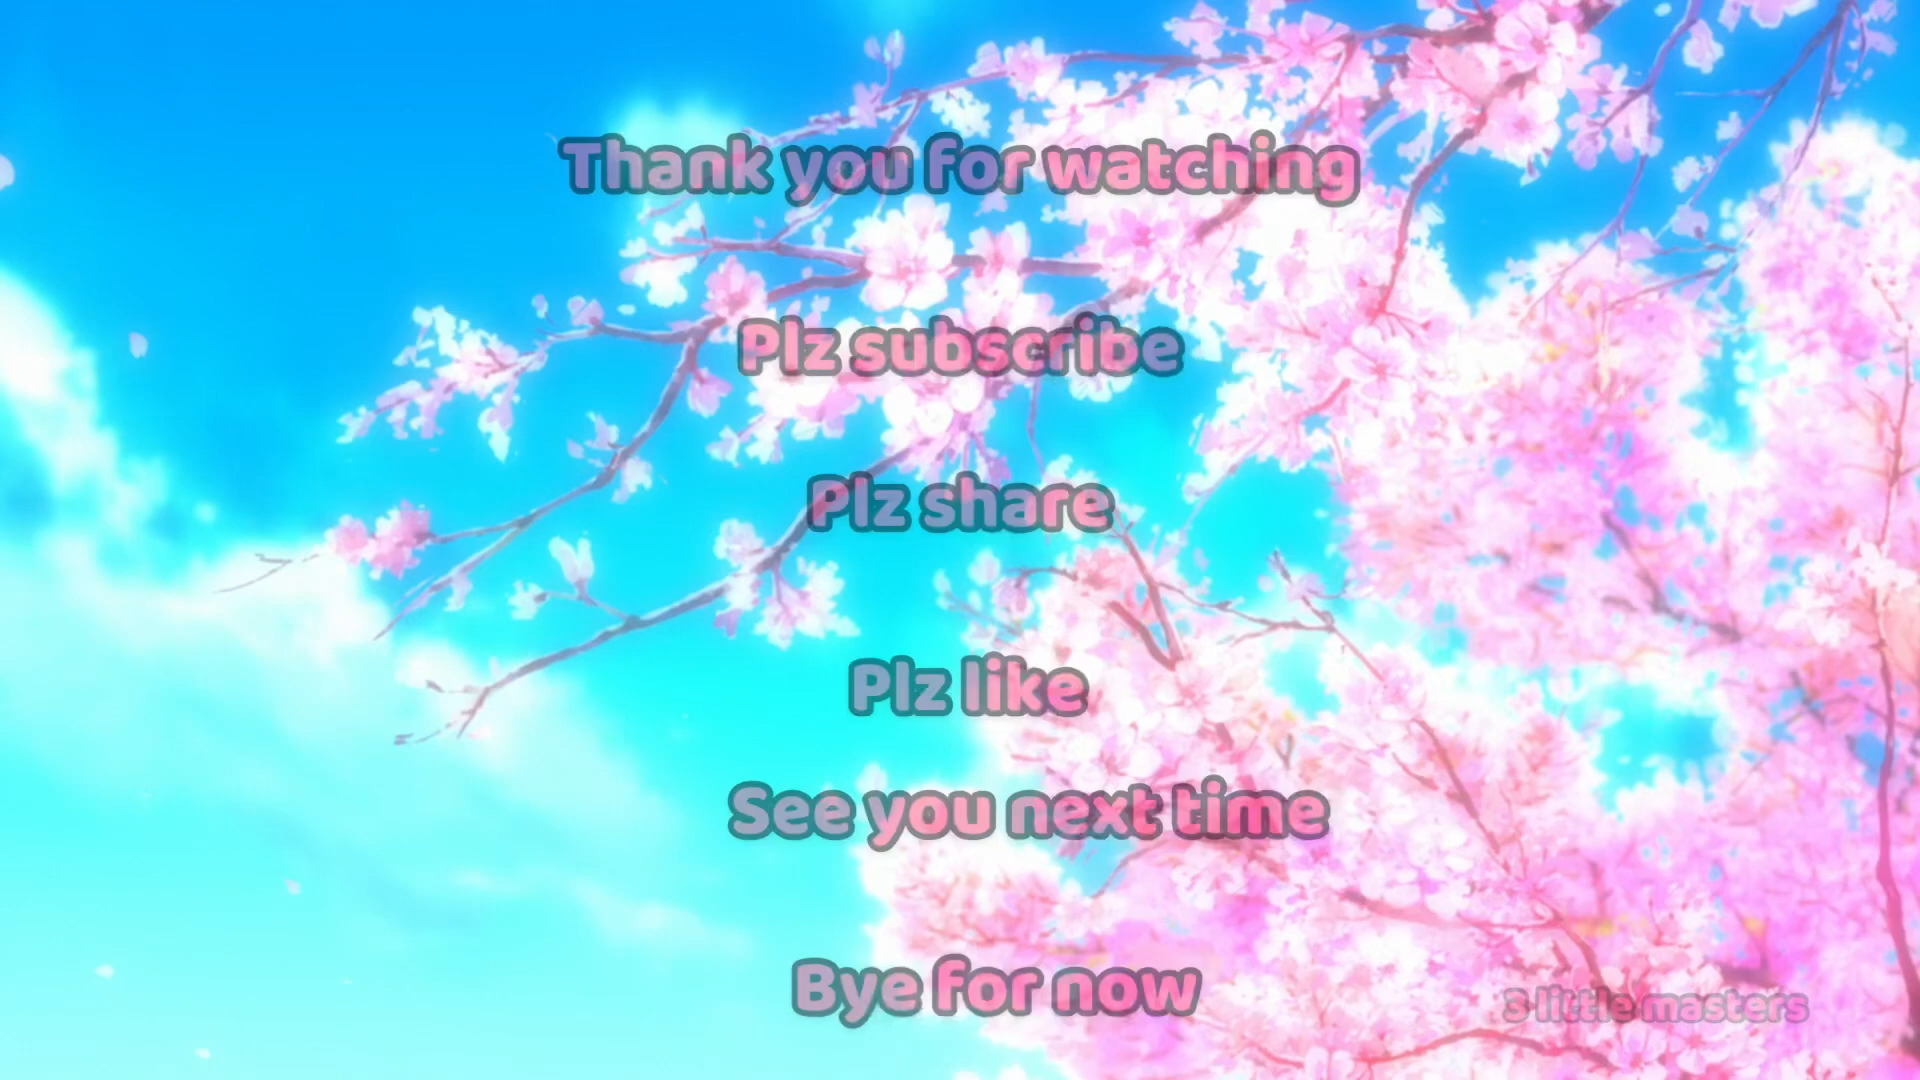 Thank you for watching
Plz subscribe
Plz share
Plz like
See you next time
Bye for now
3 little masters